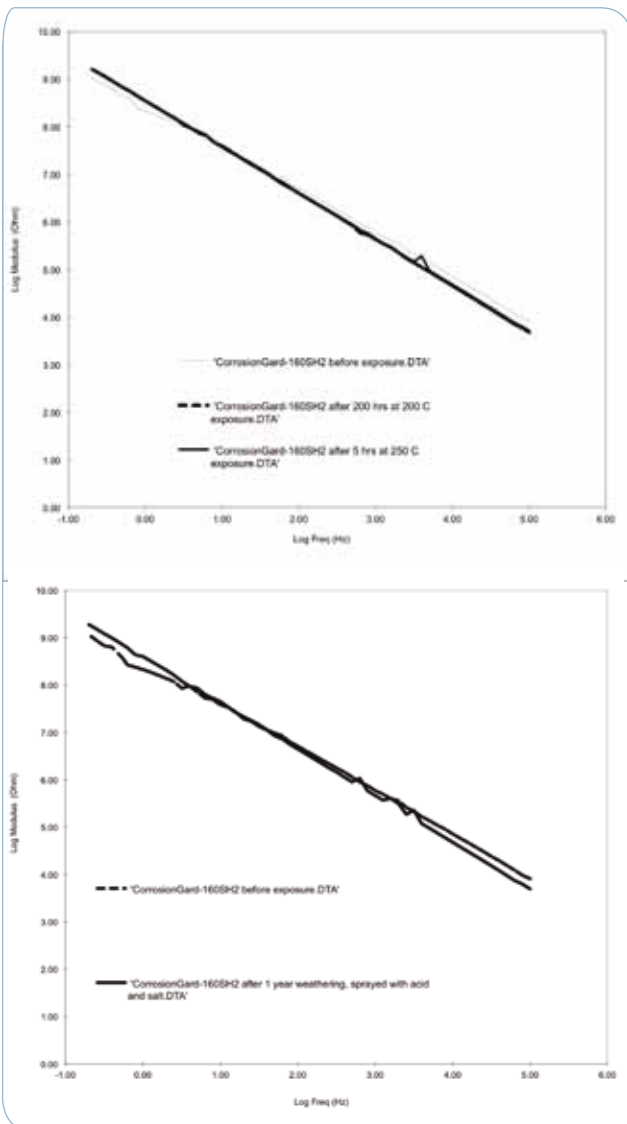 10.00
9.00
8.00
7.00
6.00
5.00
4.00
3.00
2.00
1.00
0.00
Log Modulus (Ohm)
'CorrosionGard-160SH2 before exposure.DTA'
'CorrosionGard-160SH2 after 200 hrs at 200 C
exposure.DTA'
'CorrosionGard-160SH2 after 5 hrs at 250 C
exposure.DTA'
-1.00 0.00 1.00 2.00 3.00 4.00 5.00 6.00
Log Freq (Hz)
10.00
9.00
8.00
7.00
6.00
5.00
4.00
3.00
2.00
1.00
0.00
Log Modulus (Ohm)
'CorrosionGard-160SH2 before exposure.DTA'
'CorrosionGard-160SH2 after 1 year weathering, sprayed with acid
and salt.DTA'
-1.00 0.00 1.00 2.00 3.00 4.00 5.00 6.00
Log Freq (Hz)